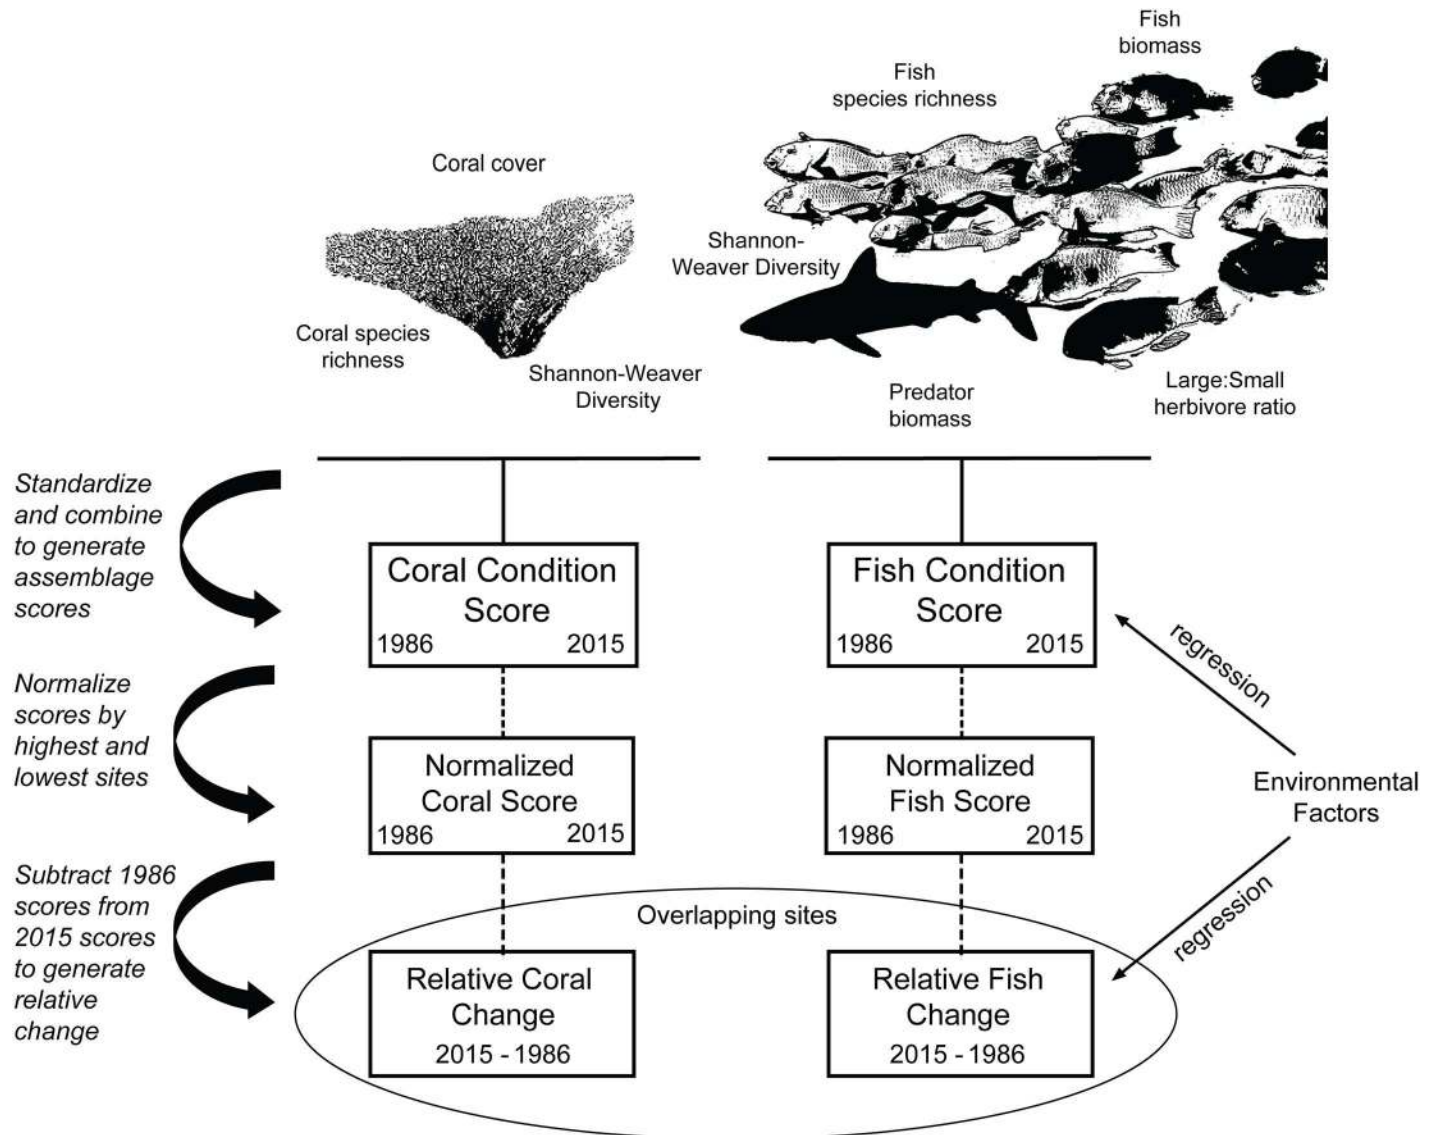 Fish
biomass
Fish
species richness
Coral cover
Shannon-
Weaver Diversity
Coral species
richness
Shannon-Weaver
Diversity
Predator
biomass
Large:Small
herbivore ratio
Standardize
and combine
to generate
assemblage
scores
Coral Condition
Score
1986 2015
Fish Condition
Score
1986 2015
regression
Normalize
scores by
highest and
lowest sites
Normalized
Coral Score
1986 2015
Normalized
Fish Score
1986 2015
Environmental
Factors
regression
Subtract 1986
scores from
2015 scores
to generate
relative
change
Overlapping sites
Relative Coral
Change
2015 - 1986
Relative Fish
Change
2015 - 1986